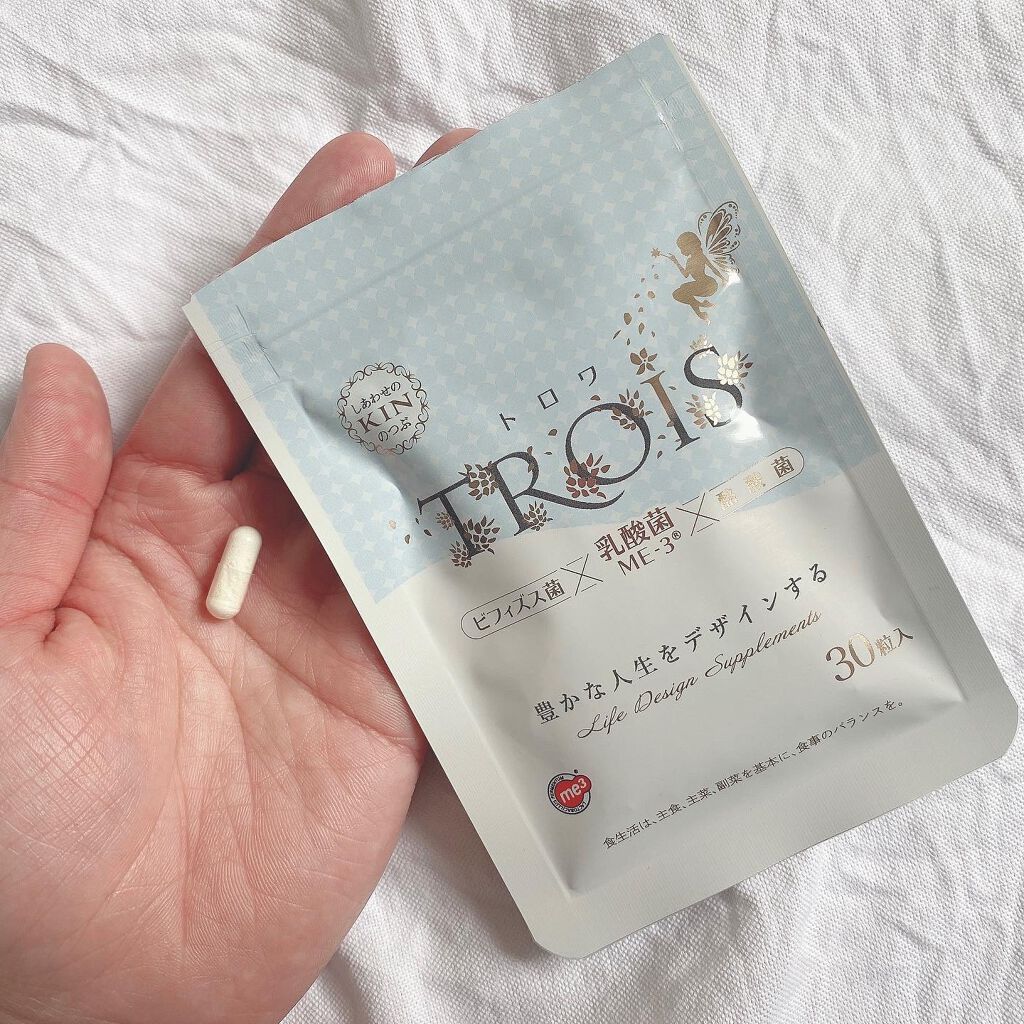 しあわせの
KIN
のつぶ
トロワ
TROIS
ビフィズス菌×乳酸菌×酪酸菌
ME-3®
豊かな人生をデザインする
Life Design Supplements
30粒入
me3
食生活は、主食、主菜、副菜を基本に、食事のバランスを。